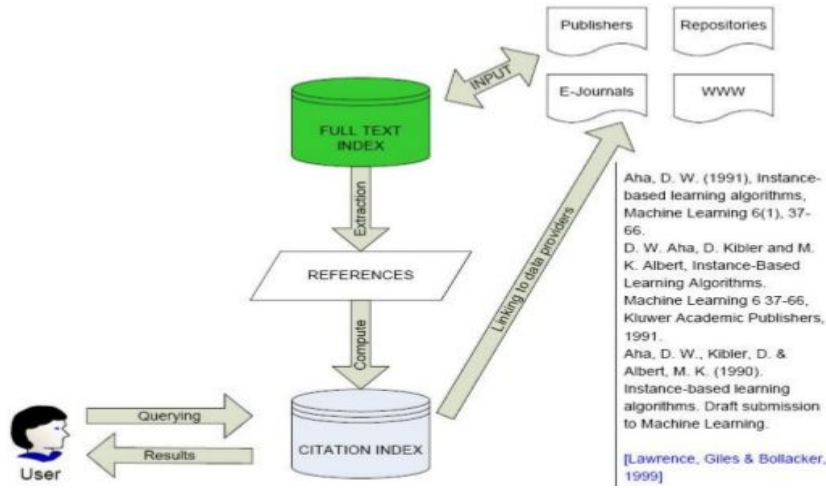 Publishers
Repositories
INPUT
E-Journals
WWW
FULL TEXT
INDEX
Extraction
REFERENCES
Linking to data providers
Compute
Querying
Results
CITATION INDEX
User
Aha, D. W. (1991), Instance-
based learning algorithms,
Machine Learning 6(1), 37-
66.
D. W. Aha, D. Kibler and M.
K. Albert, Instance-Based
Learning Algorithms.
Machine Learning 6 37-66,
Kluwer Academic Publishers,
1991.
Aha, D. W., Kibler, D. &
Albert, M. K. (1990).
Instance-based learning
algorithms. Draft submission
to Machine Learning.
[Lawrence, Giles & Bollacker,
1999]